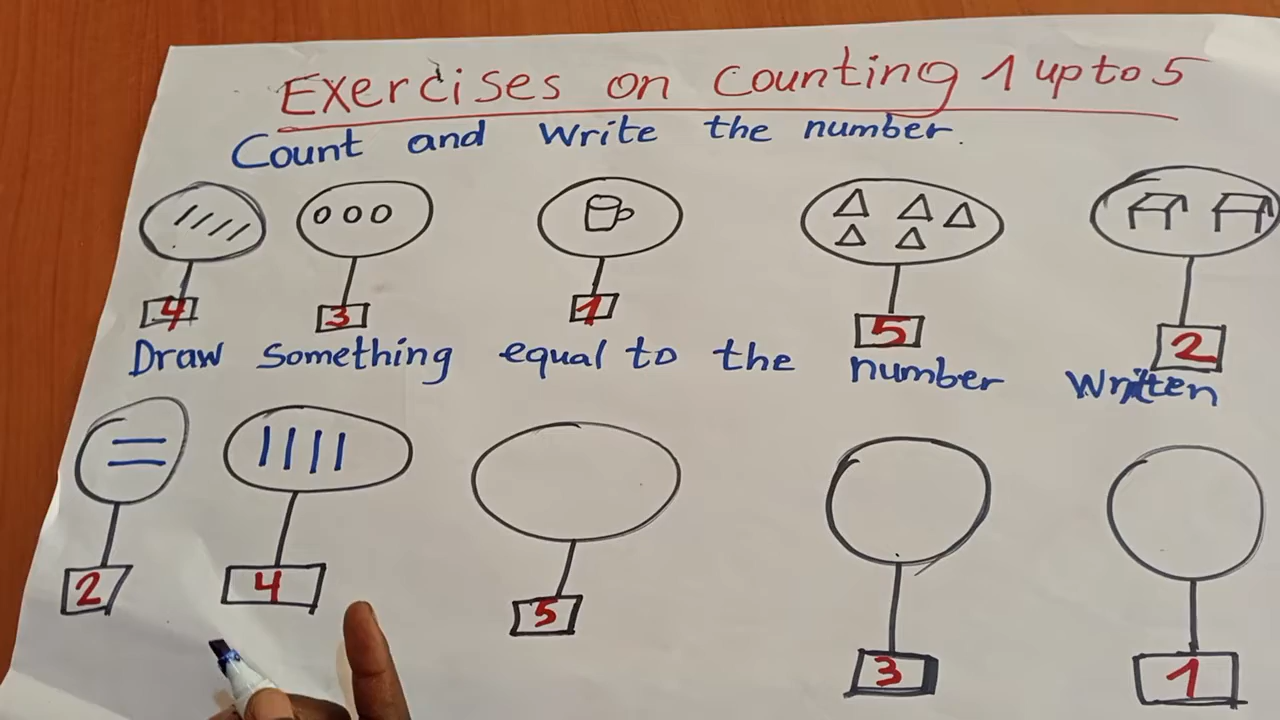 Exercises on Counting 1 up to 5
Count and Write the number.
4 3 1 5 2
Draw Something equal to the number Written
2 4 5 3 1